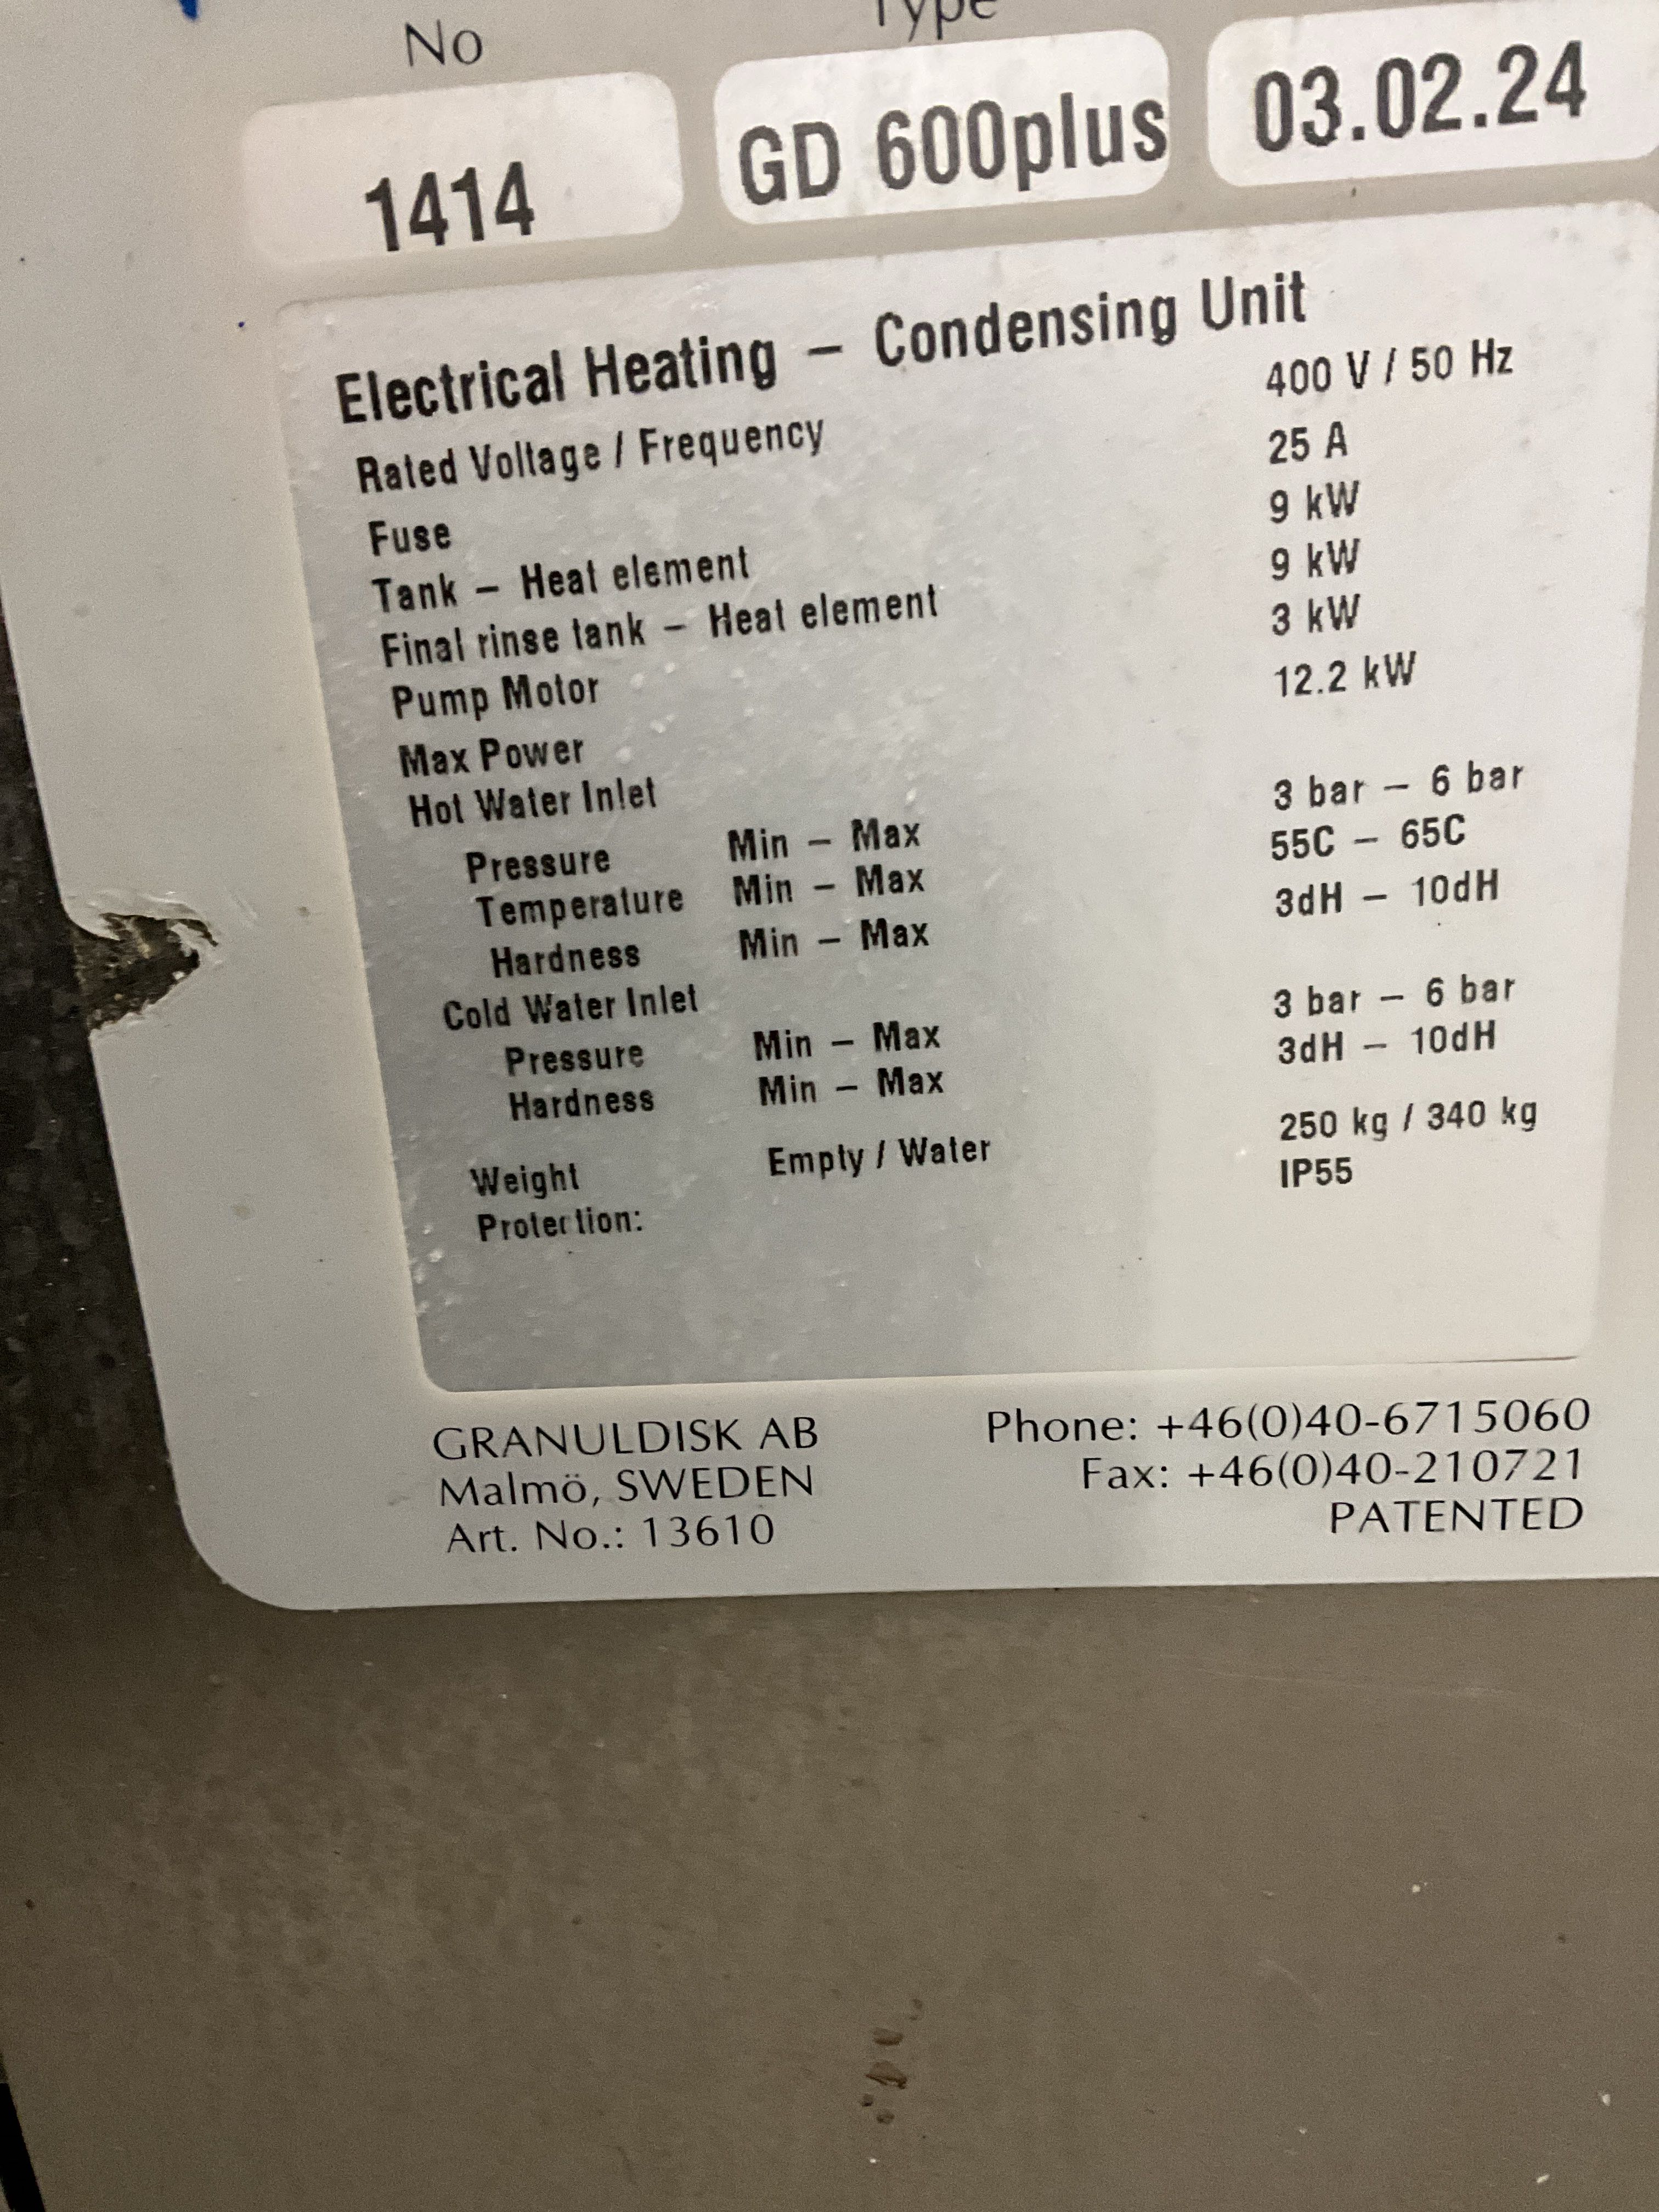 No Type
1414 GD 600plus 03.02.24
Electrical Heating – Condensing Unit
Rated Voltage / Frequency 400 V / 50 Hz
Fuse 25 A
Tank – Heat element 9 kW
Final rinse tank – Heat element 9 kW
Pump Motor 3 kW
Max Power 12.2 kW
Hot Water Inlet
Pressure Min – Max 3 bar – 6 bar
Temperature Min – Max 55C – 65C
Hardness Min – Max 3dH – 10dH
Cold Water Inlet
Pressure Min – Max 3 bar – 6 bar
Hardness Min – Max 3dH – 10dH
Weight Empty / Water 250 kg / 340 kg
Protection: IP55
GRANULDISK AB Phone: +46(0)40-6715060
Malmö, SWEDEN Fax: +46(0)40-210721
Art. No.: 13610 PATENTED